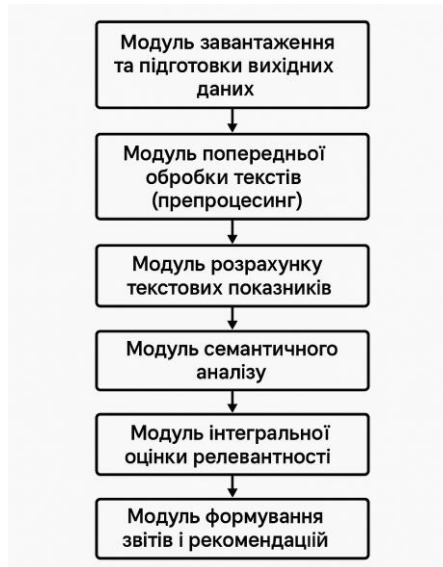 Модуль завантаження
та підготовки вихідних
даних
Модуль попередньої
обробки текстів
(препроцесинг)
Модуль розрахунку
текстових показників
Модуль семантичного
аналізу
Модуль інтегральної
оцінки релевантності
Модуль формування
звітів і рекомендацій